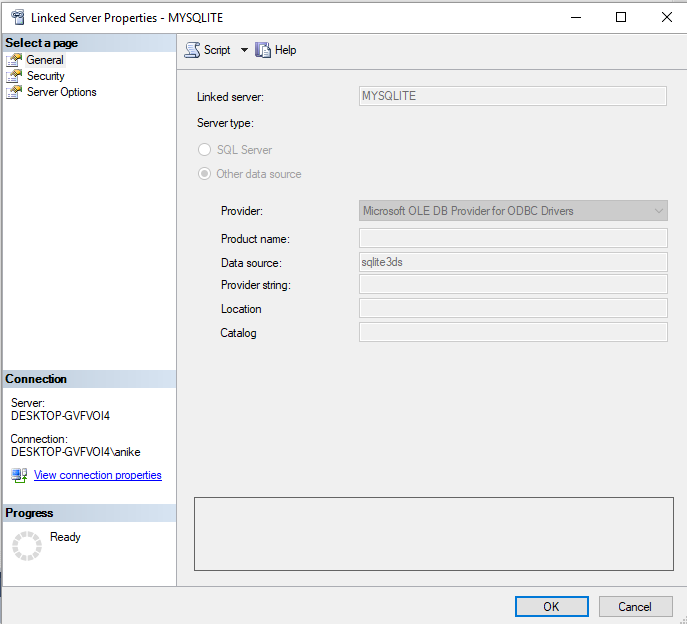 Linked Server Properties - MYSQLITE
Select a page
General
Security
Server Options
Script
Help
Linked server: MYSQLITE
Server type:
SQL Server
Other data source
Provider: Microsoft OLE DB Provider for ODBC Drivers
Product name:
Data source: sqlite3ds
Provider string:
Location
Catalog
Connection
Server:
DESKTOP-GVFVOI4
Connection:
DESKTOP-GVFVOI4\anike
View connection properties
Progress
Ready
OK
Cancel